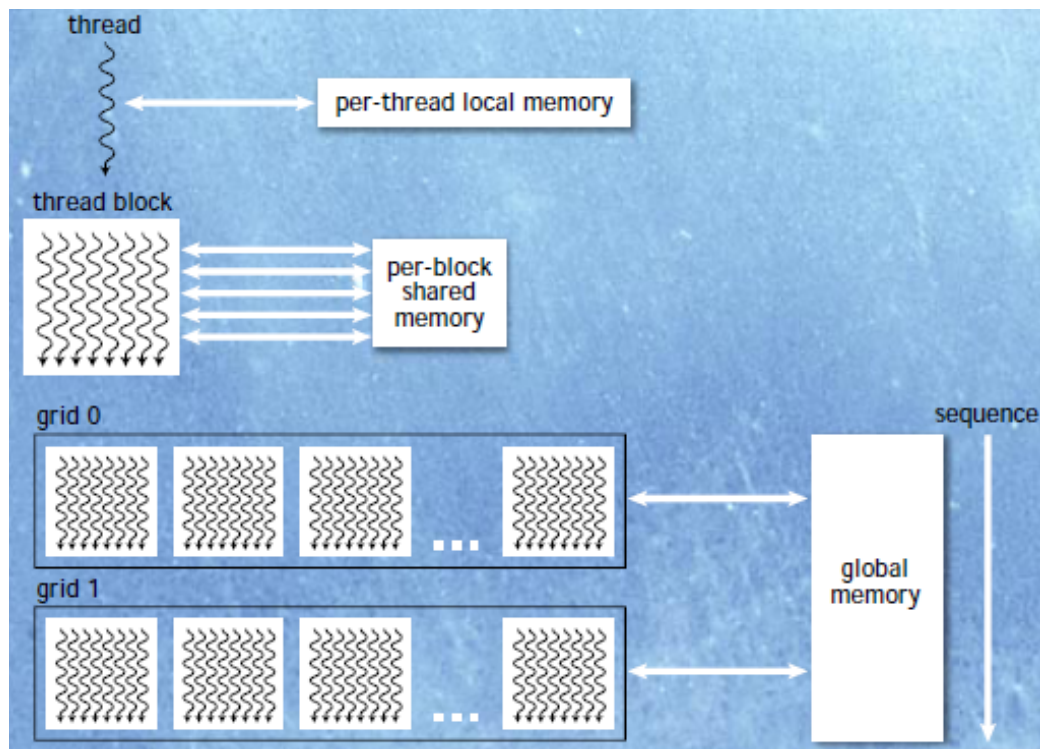 thread
per-thread local memory
thread block
per-block
shared
memory
grid 0
sequence
...
global
memory
grid 1
...